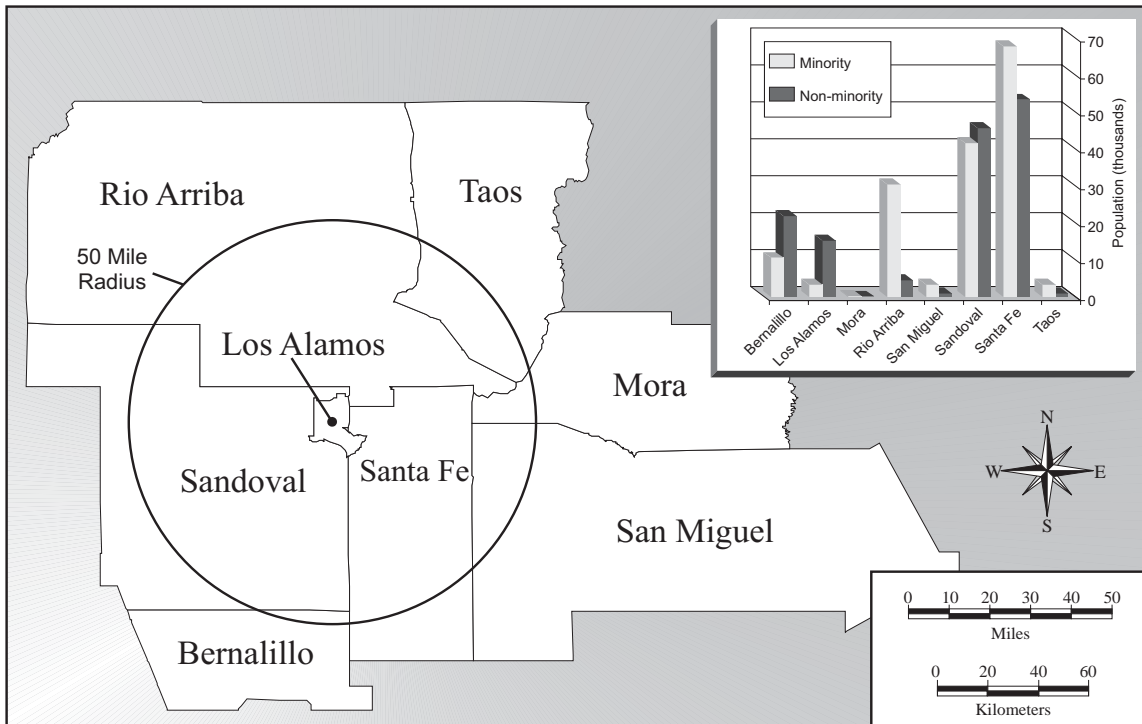 Rio Arriba
Taos
50 Mile
Radius
Los Alamos
Mora
Sandoval
Santa Fe
San Miguel
Bernalillo
Minority
Non-minority
70
60
50
40
30
20
10
0
Population (thousands)
Bernalillo
Los Alamos
Mora
Rio Arriba
San Miguel
Sandoval
Santa Fe
Taos
N
W E
S
0 10 20 30 40 50
Miles
0 20 40 60
Kilometers